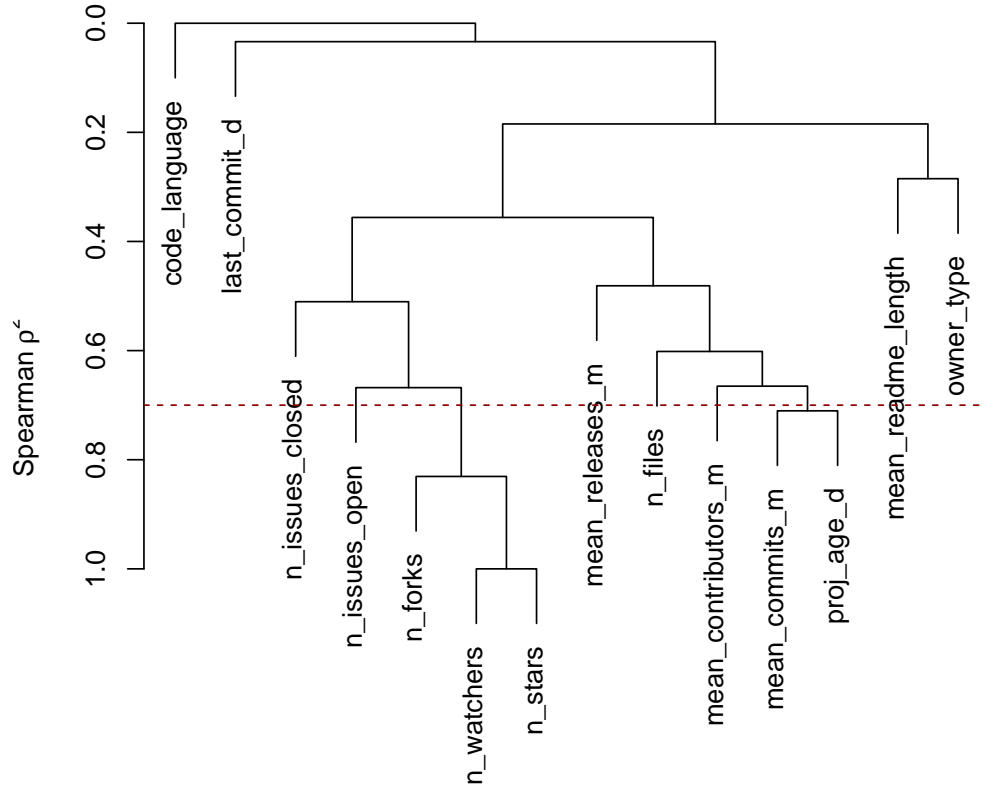 Spearman ρ²
0.0
0.2
0.4
0.6
0.8
1.0
code_language
last_commit_d
n_issues_closed
n_issues_open
n_forks
n_watchers
n_stars
mean_releases_m
n_files
mean_contributors_m
mean_commits_m
proj_age_d
mean_readme_length
owner_type